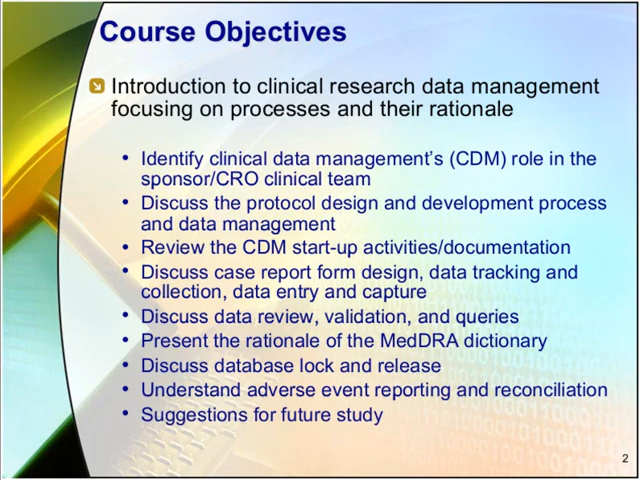 Course Objectives
Introduction to clinical research data management
focusing on processes and their rationale
• Identify clinical data management's (CDM) role in the
sponsor/CRO clinical team
• Discuss the protocol design and development process
and data management
• Review the CDM start-up activities/documentation
• Discuss case report form design, data tracking and
collection, data entry and capture
• Discuss data review, validation, and queries
• Present the rationale of the MedDRA dictionary
• Discuss database lock and release
• Understand adverse event reporting and reconciliation
• Suggestions for future study
2